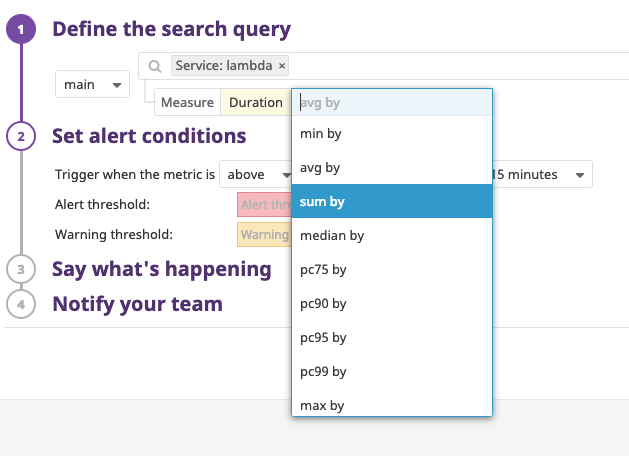 1 Define the search query
Service: lambda ×
main
Measure Duration avg by
min by
avg by
sum by
median by
pc75 by
pc90 by
pc95 by
pc99 by
max by
2 Set alert conditions
Trigger when the metric is above 15 minutes
Alert threshold: Alert
Warning threshold: Warning
3 Say what's happening
4 Notify your team